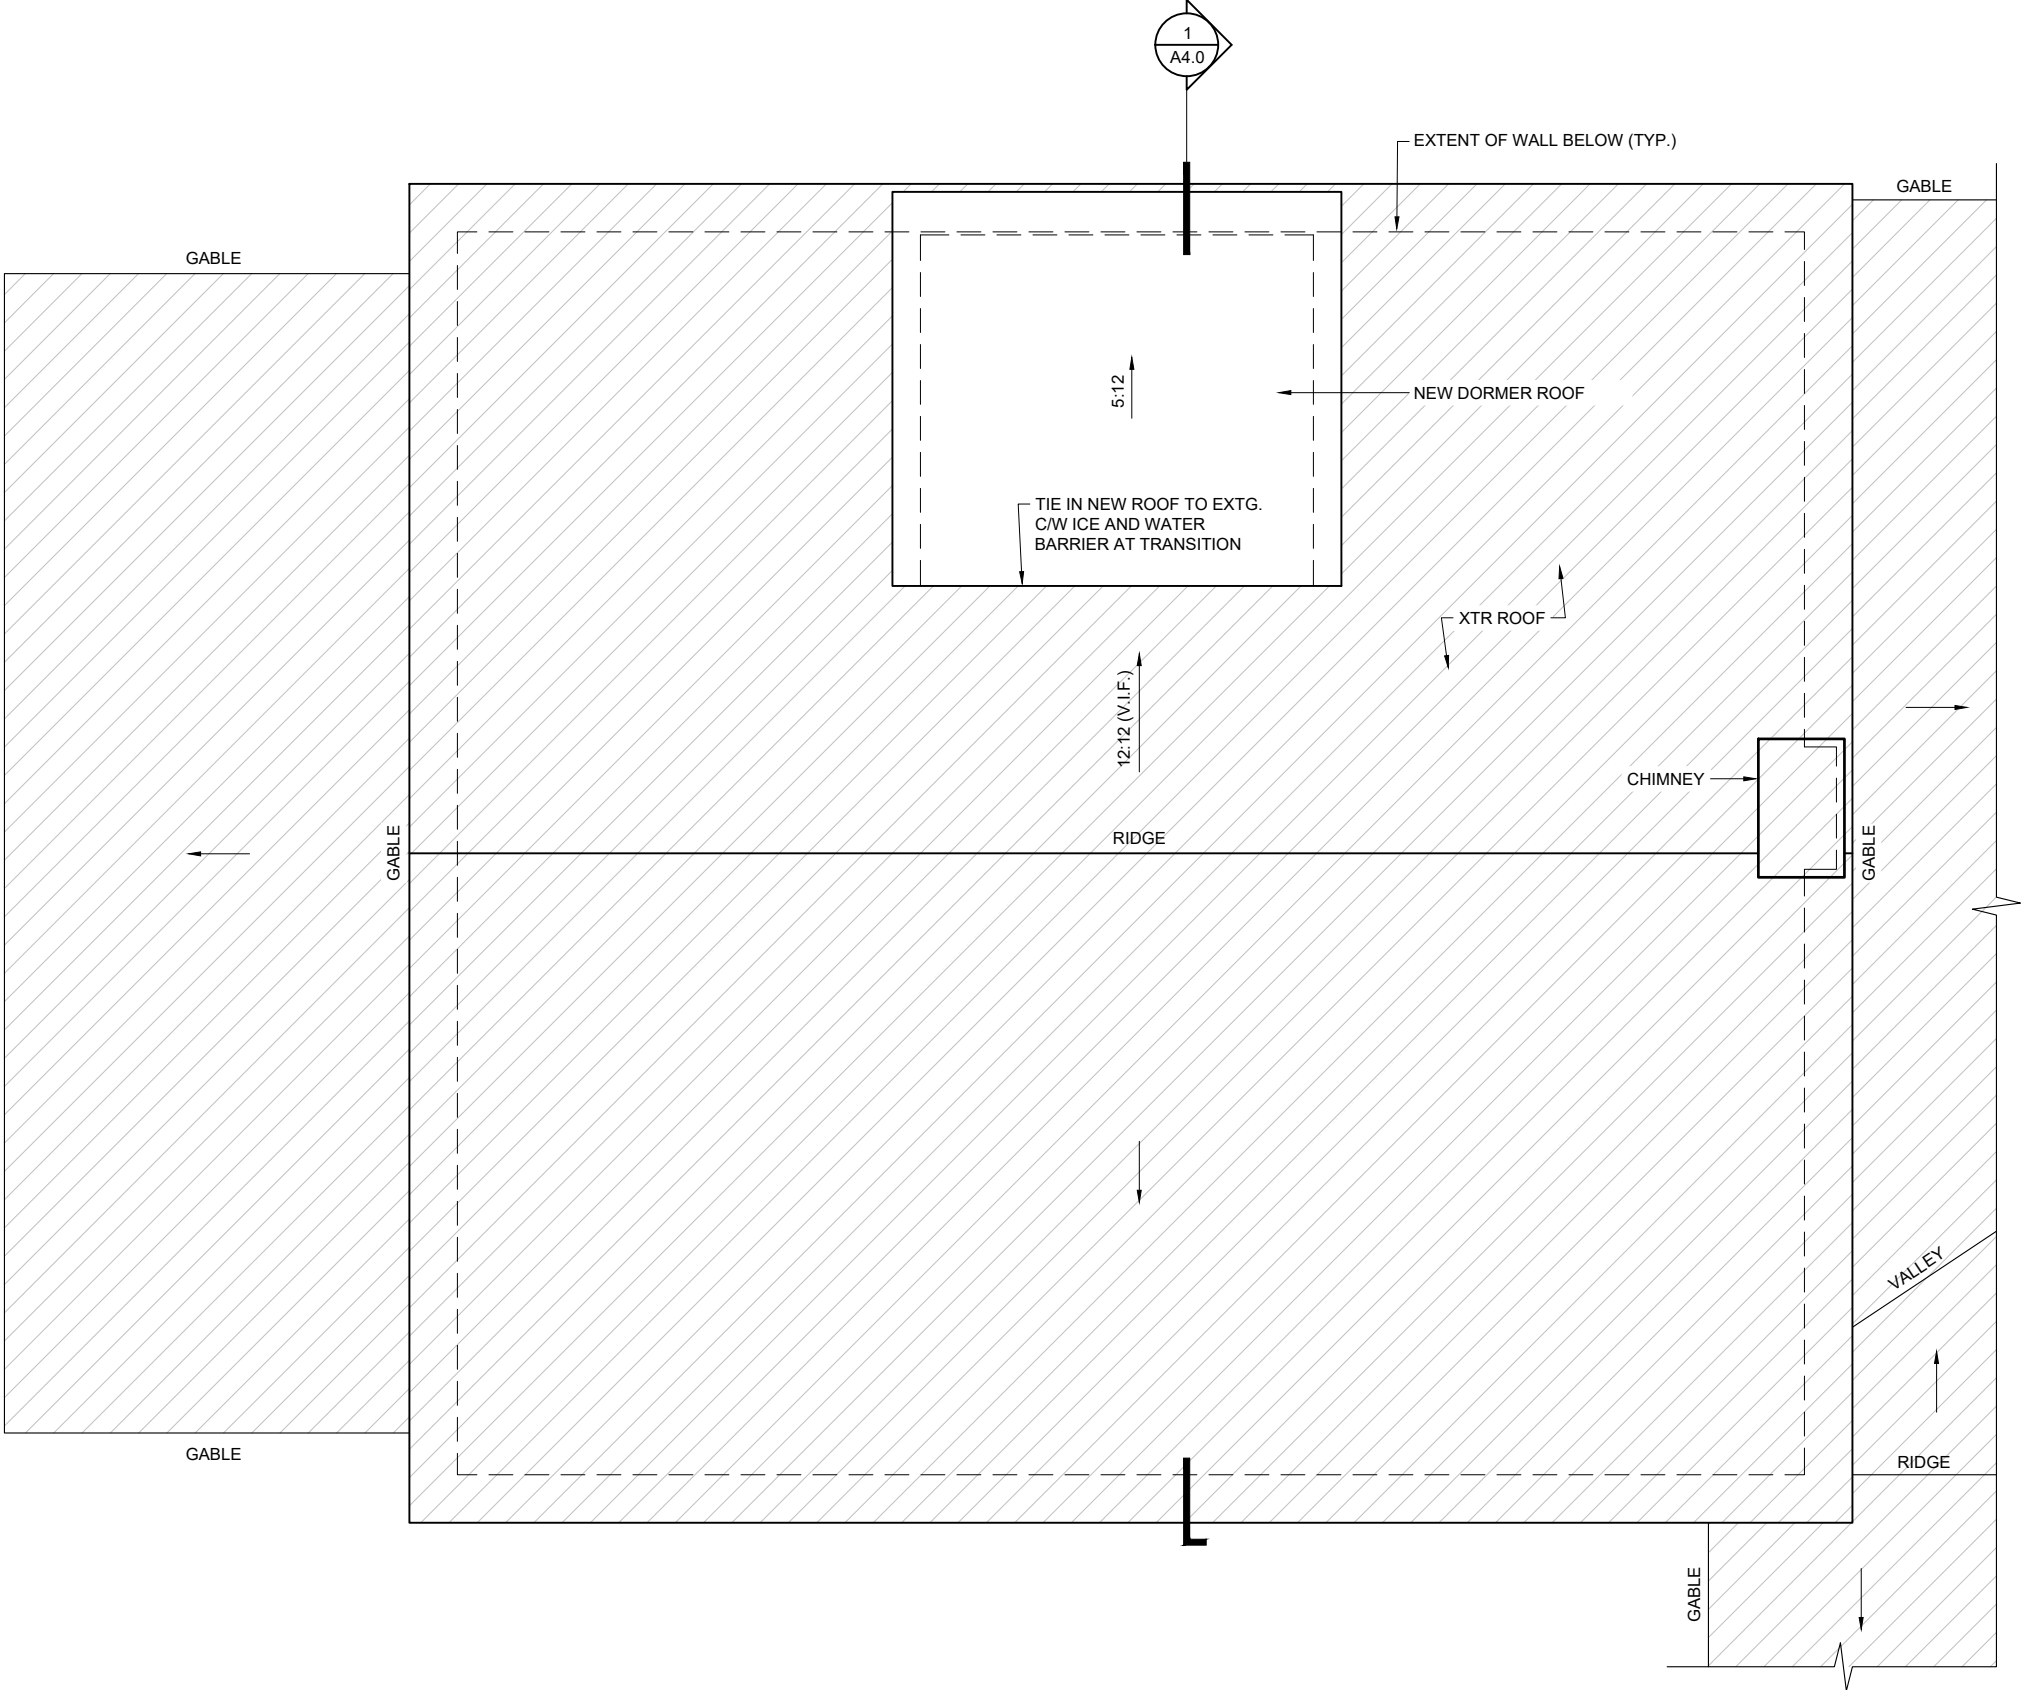 1
A4.0
EXTENT OF WALL BELOW (TYP.)
GABLE
GABLE
5:12
NEW DORMER ROOF
TIE IN NEW ROOF TO EXTG.
C/W ICE AND WATER
BARRIER AT TRANSITION
XTR ROOF
12:12 (V.I.F.)
CHIMNEY
RIDGE
GABLE
GABLE
VALLEY
GABLE
RIDGE
GABLE